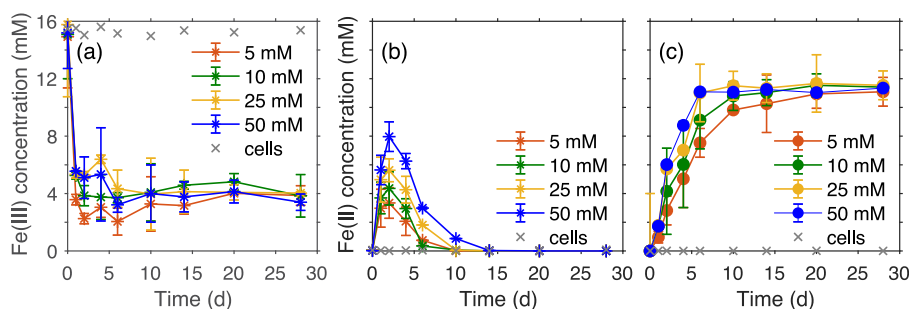 Fe(III) concentration (mM)
16
12
8
4
0
(a)
5 mM
10 mM
25 mM
50 mM
cells
0 5 10 15 20 25 30
Time (d)
Fe(II) concentration (mM)
(b)
5 mM
10 mM
25 mM
50 mM
cells
0 5 10 15 20 25 30
Time (d)
(c)
5 mM
10 mM
25 mM
50 mM
cells
0 5 10 15 20 25 30
Time (d)